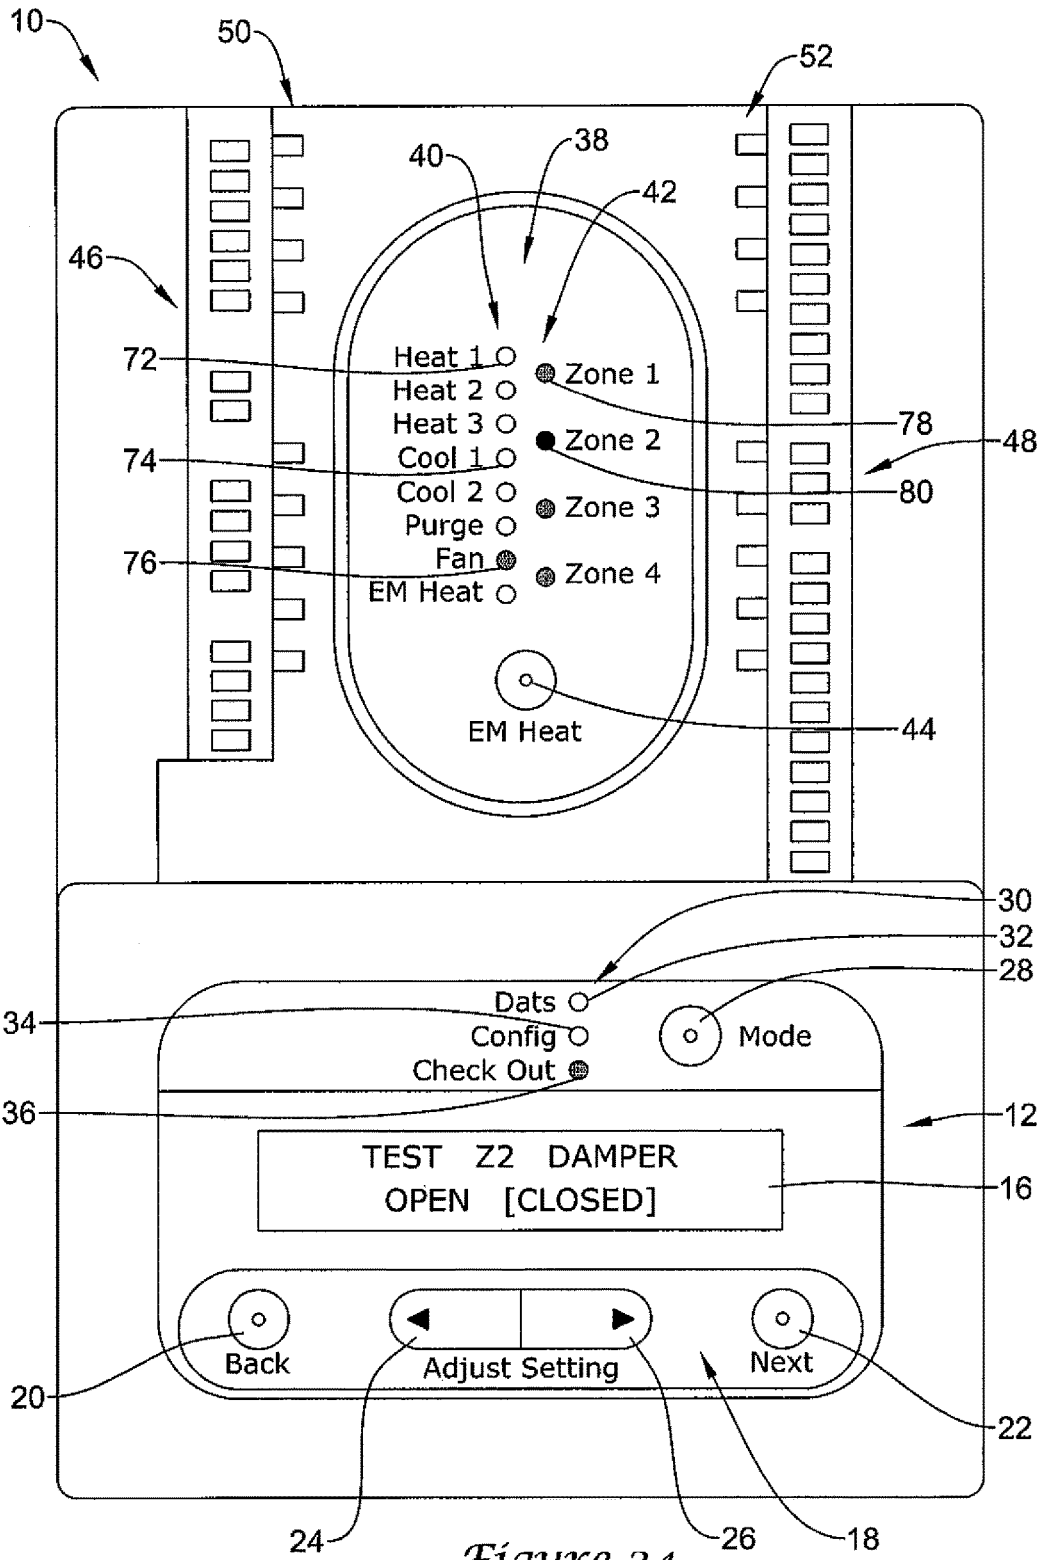 10
50
52
40
38
42
46
72
Heat 1
Zone 1
Heat 2
78
Heat 3
Zone 2
48
74
Cool 1
Cool 2
80
Zone 3
Purge
76
Fan
Zone 4
EM Heat
EM Heat
44
30
32
28
Dats
34
Config
Mode
Check Out
36
12
TEST Z2 DAMPER
OPEN [CLOSED]
16
Back
Adjust Setting
Next
20
22
24
26
18
Figure 24